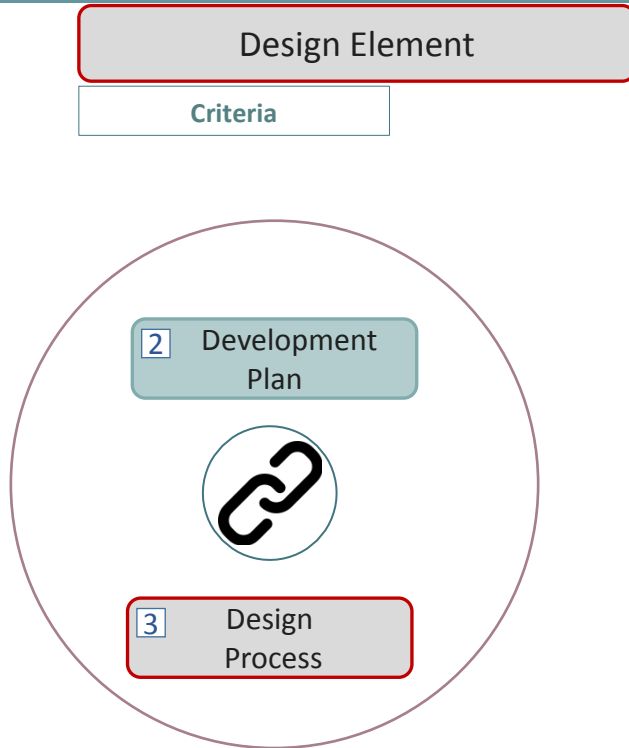 Design Element
Criteria
2 Development
Plan
3 Design
Process